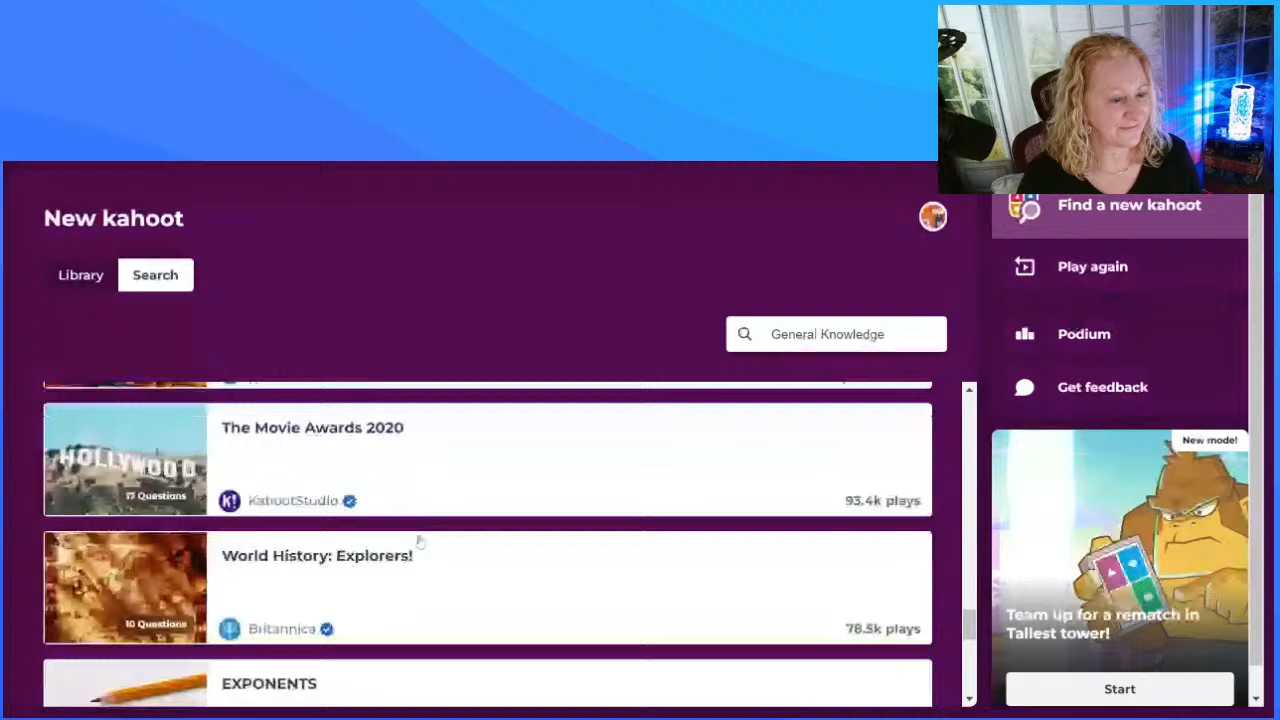 New kahoot
Find a new kahoot
Library
Search
Play again
General Knowledge
Podium
Get feedback
The Movie Awards 2020
HOLLYWOOD
17 Questions
K!
KahootStudio
93.4k plays
New mode!
World History: Explorers!
10 Questions
Britannica
78.5k plays
Team up for a rematch in
Tallest tower!
EXPONENTS
Start